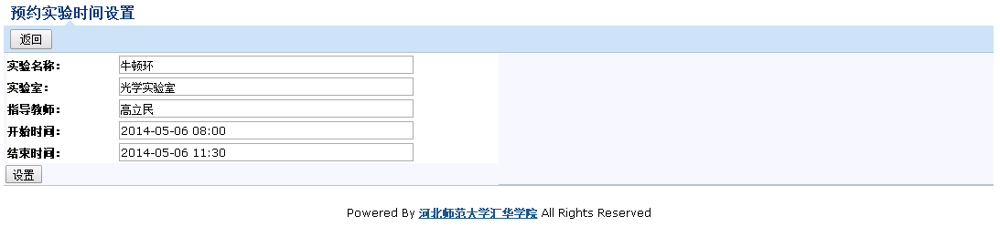 预约实验时间设置
返回
实验名称： 牛顿环
实验室： 光学实验室
指导教师： 高立民
开始时间： 2014-05-06 08:00
结束时间： 2014-05-06 11:30
设置
Powered By 河北师范大学汇华学院 All Rights Reserved